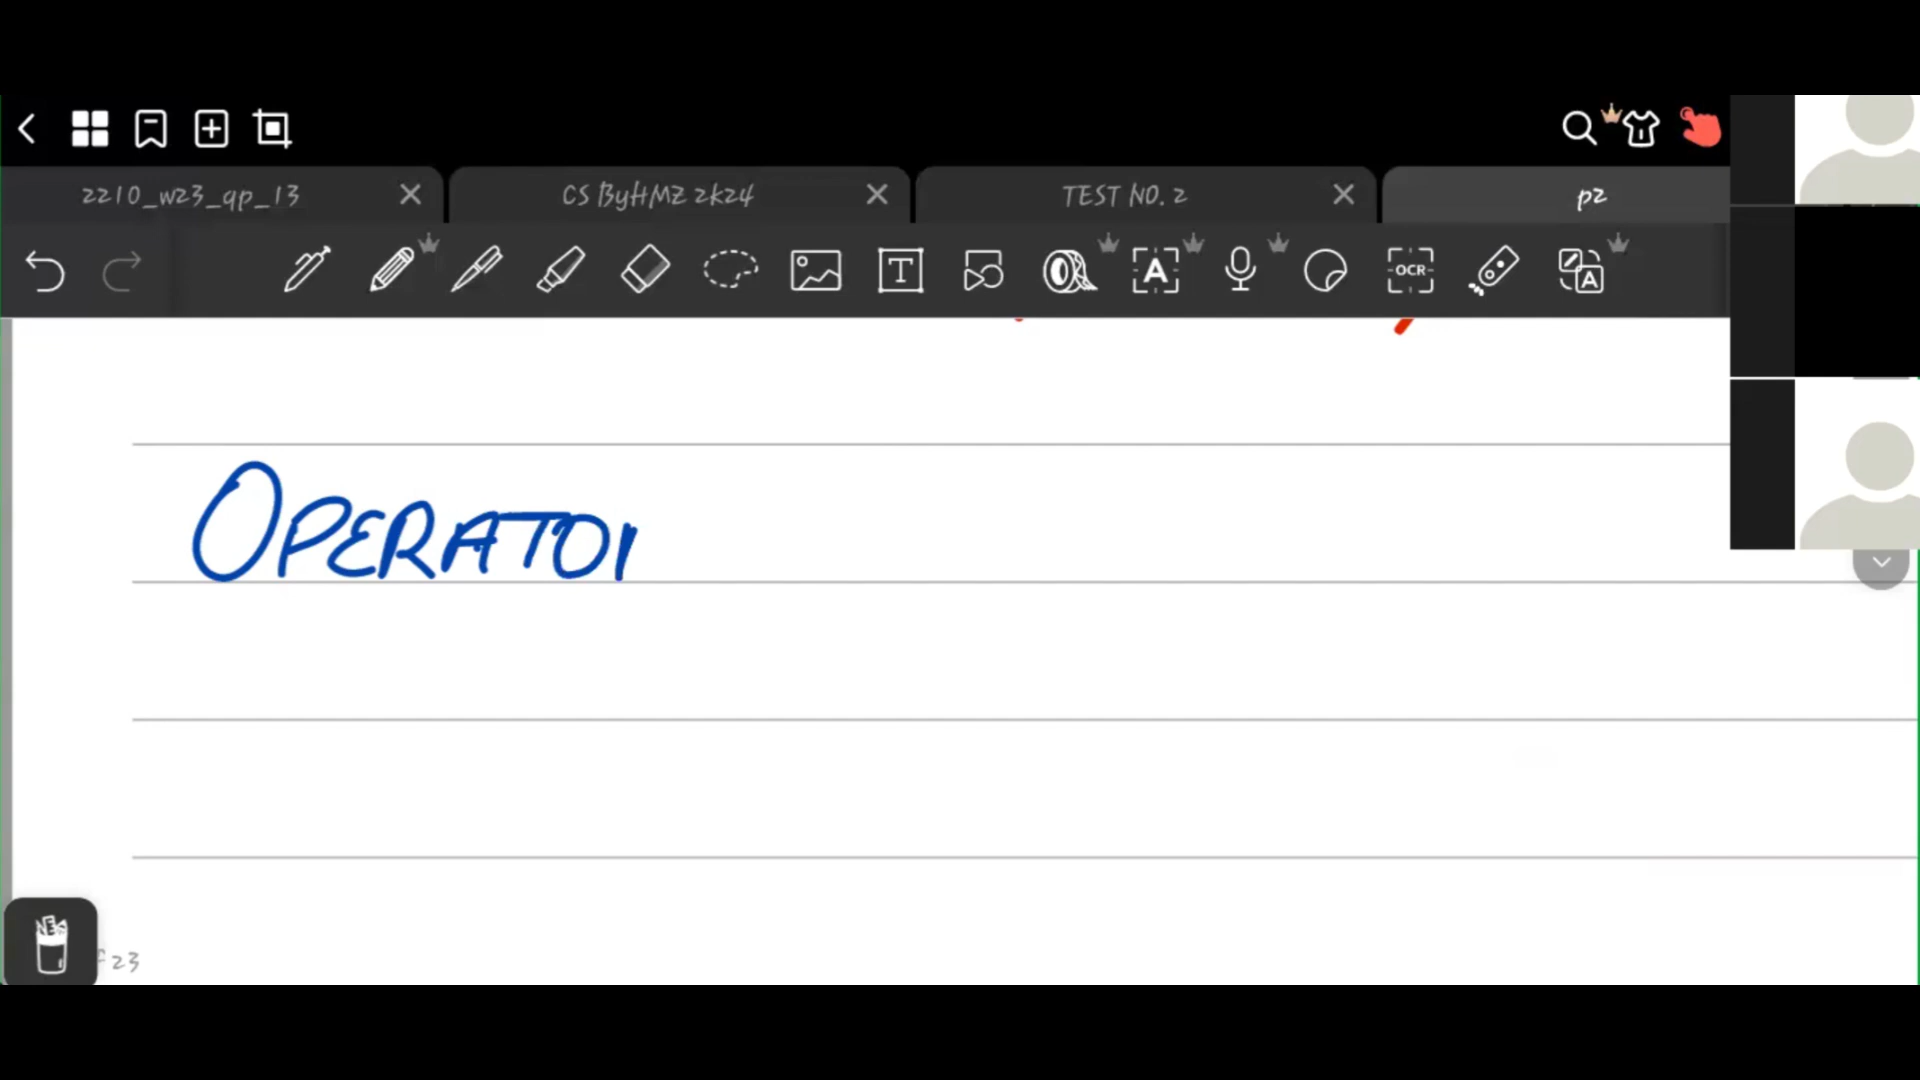 2210_w23_qp_13
CS ByHMZ 2k24
TEST NO. 2
p2
T
A
OCR
A
OPERATOI
23